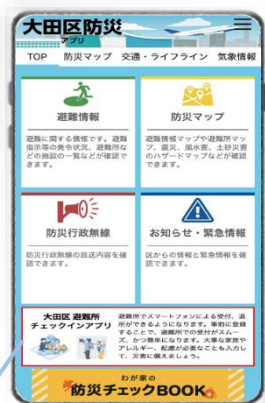 大田区防災
アプリ
TOP 防災マップ 交通・ライフライン 気象情報
避難情報
避難に関する情報です。避難
指示等の発令状況、避難所な
どの施設の一覧などが確認で
きます。
防災マップ
避難情報マップや避難所マッ
プ、震災、風水害、土砂災害
のハザードマップなどが確認
できます。
防災行政無線
防災行政無線の放送内容を確
認できます。
お知らせ・緊急情報
区からの情報と緊急情報を確
認できます。
大田区 避難所
チェックインアプリ
避難所でスマートフォンによる受付、退
所ができるようになります。事前に登録
することで、避難所での受付がスムー
ズ、かつ簡単になります。大事な家族や
アレルギー、配慮が必要なことも入力し
て、災害に備えましょう。
わが家の
防災チェックBOOK